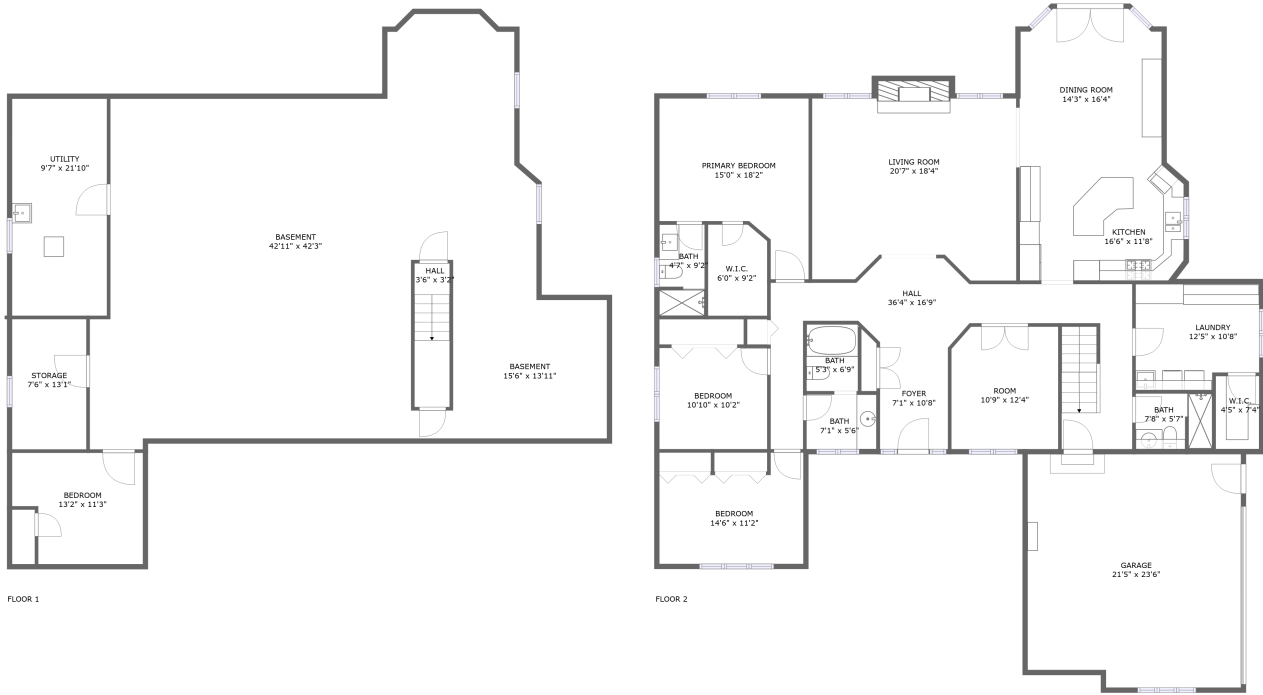 UTILITY
9'7" x 21'10"
BASEMENT
42'11" x 42'3"
HALL
3'6" x 3'2"
STORAGE
7'6" x 13'1"
BASEMENT
15'6" x 13'11"
BEDROOM
13'2" x 11'3"
FLOOR 1
DINING ROOM
14'3" x 16'4"
PRIMARY BEDROOM
15'0" x 18'2"
LIVING ROOM
20'7" x 18'4"
KITCHEN
16'6" x 11'8"
BATH
4'7" x 9'2"
W.I.C.
6'0" x 9'2"
HALL
36'4" x 16'9"
LAUNDRY
12'5" x 10'8"
BATH
5'3" x 6'9"
BEDROOM
10'10" x 10'2"
FOYER
7'1" x 10'8"
ROOM
10'9" x 12'4"
W.I.C.
4'5" x 7'4"
BATH
7'8" x 5'7"
BATH
7'1" x 5'6"
BEDROOM
14'6" x 11'2"
GARAGE
21'5" x 23'6"
FLOOR 2